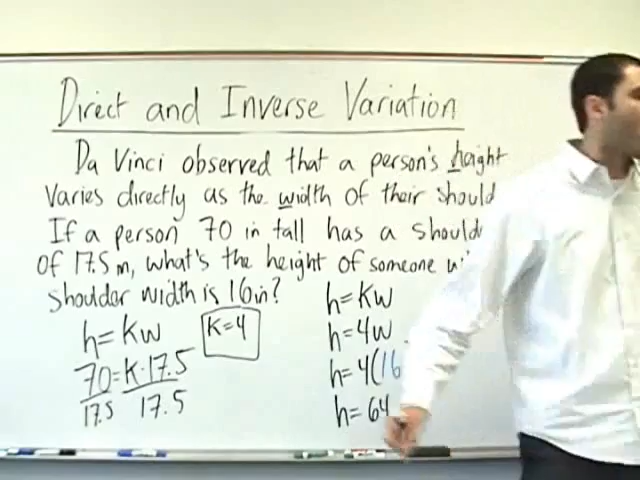 Direct and Inverse Variation
Da Vinci observed that a person's height
varies directly as the width of their should
If a person 70 in tall has a should
of 17.5 in, what's the height of someone
shoulder width is 16in?
h=kw
70=k·17.5
17.5 17.5
k=4
h=kw
h=4w
h=4(16
h=64